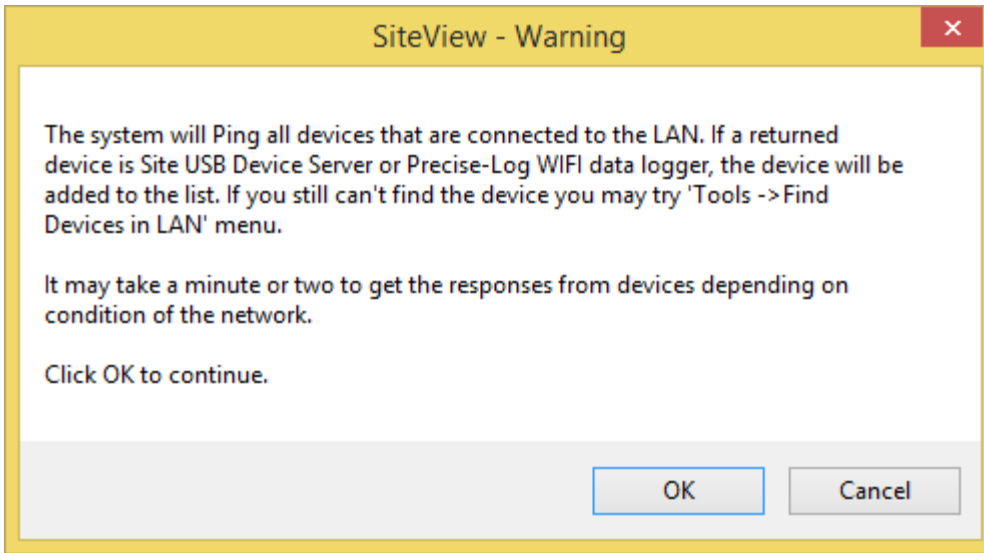 SiteView - Warning
The system will Ping all devices that are connected to the LAN. If a returned
device is Site USB Device Server or Precise-Log WIFI data logger, the device will be
added to the list. If you still can't find the device you may try 'Tools ->Find
Devices in LAN' menu.
It may take a minute or two to get the responses from devices depending on
condition of the network.
Click OK to continue.
OK
Cancel